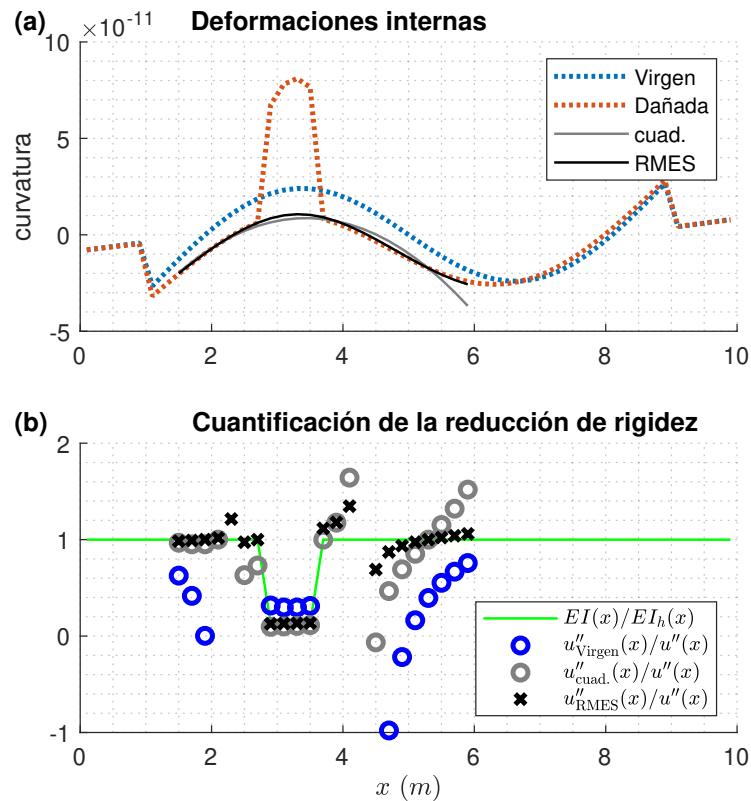 (a) Deformaciones internas
×10⁻¹¹
10
5
0
-5
curvatura
Virgen
Dañada
cuad.
RMES
0 2 4 6 8 10
(b) Cuantificación de la reducción de rigidez
2
1
0
-1
EI(x)/EI_h(x)
u″_Virgen(x)/u″(x)
u″_cuad.(x)/u″(x)
u″_RMES(x)/u″(x)
0 2 4 6 8 10
x (m)